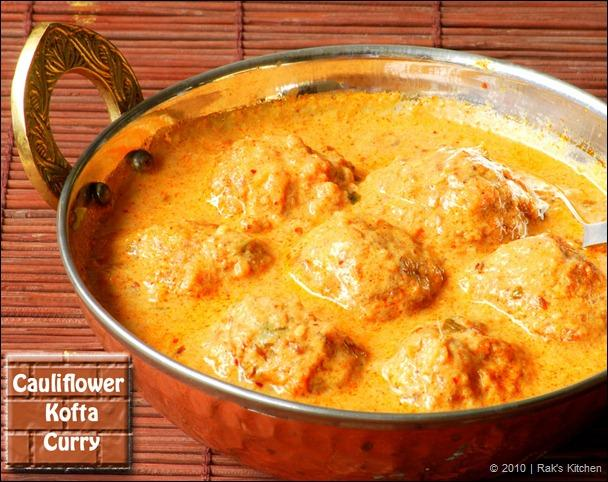 Cauliflower
Kofta
Curry
© 2010 | Rak's Kitchen